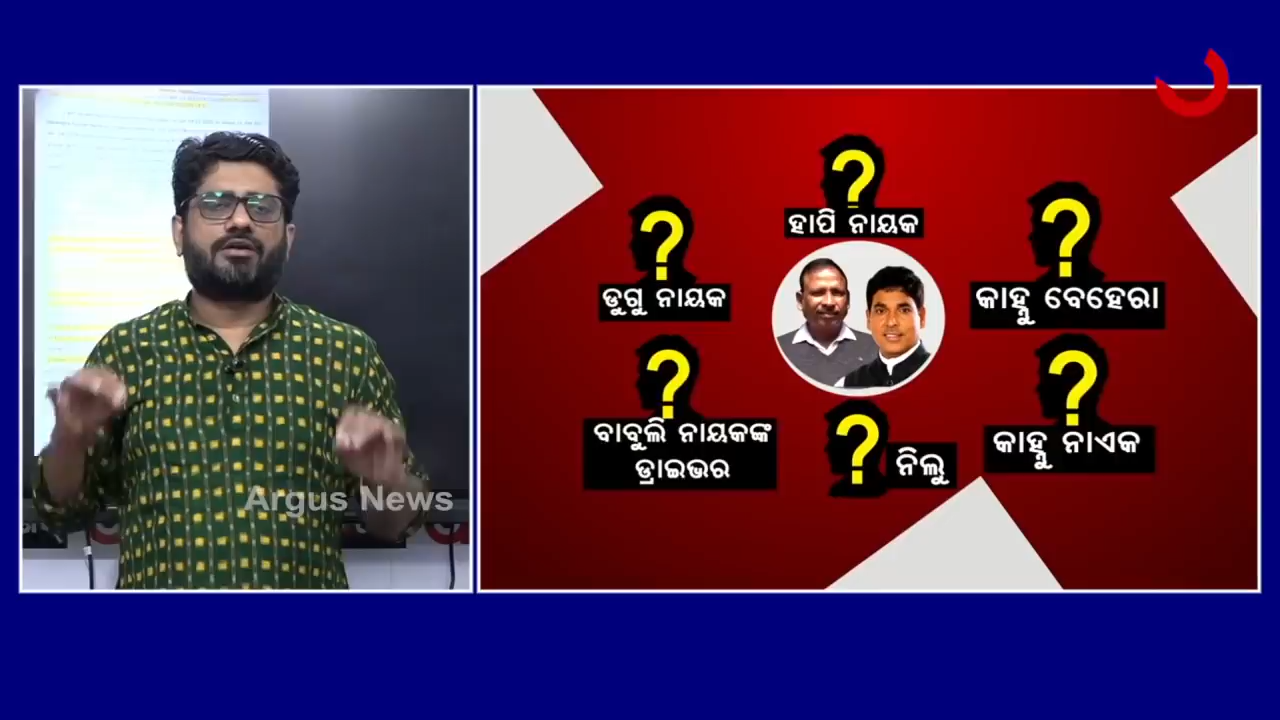 ହାପି ନାୟକ
ଡୁଗୁ ନାୟକ
କାହ୍ନୁ ବେହେରା
ବାବୁଲି ନାୟକଙ୍କ
ଡ୍ରାଇଭର
ନିଲୁ
କାହ୍ନୁ ନାଏକ
Argus News